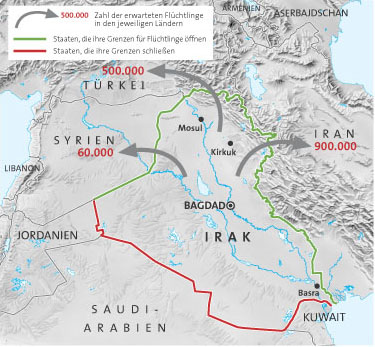 500.000 Zahl der erwarteten Flüchtlinge
in den jeweiligen Ländern
Staaten, die ihre Grenzen für Flüchtlinge öffnen
Staaten, die ihre Grenzen schließen
ARMENIEN
ASERBAJDSCHAN
500.000
TÜRKEI
Mosul
IRAN
900.000
SYRIEN
60.000
Kirkuk
LIBANON
BAGDAD
IRAK
JORDANIEN
Basra
SAUDI-
ARABIEN
KUWAIT